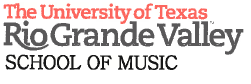 The University of Texas
Rio Grande Valley
SCHOOL OF MUSIC